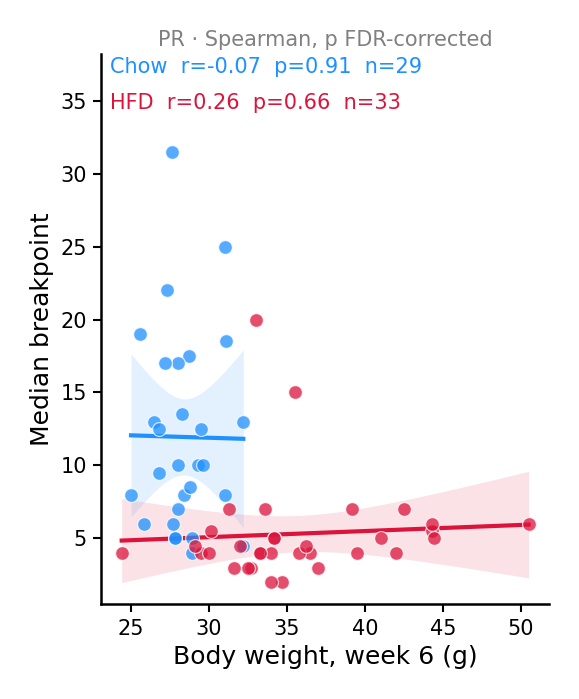 PR · Spearman, p FDR-corrected
Chow r=-0.07 p=0.91 n=29
HFD r=0.26 p=0.66 n=33
35
30
25
20
15
10
5
Median breakpoint
25 30 35 40 45 50
Body weight, week 6 (g)